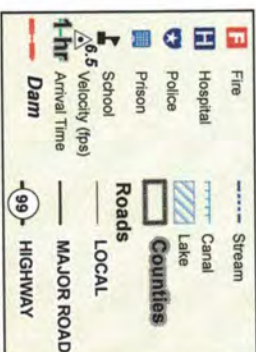 F Fire
H Hospital
Police
Prison
School
6.5 Velocity (fps)
1-hr Arrival Time
Dam
Stream
Canal
Lake
Counties
Roads
LOCAL
MAJOR ROAD
99 HIGHWAY